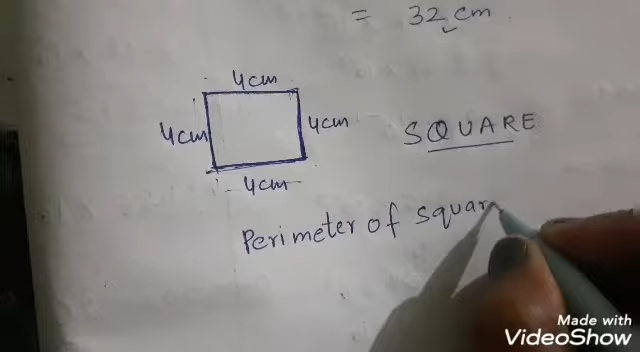 = 32 cm.
4cm
4cm
4cm
SQUARE
4cm
Perimeter of squar
Made with
VideoShow